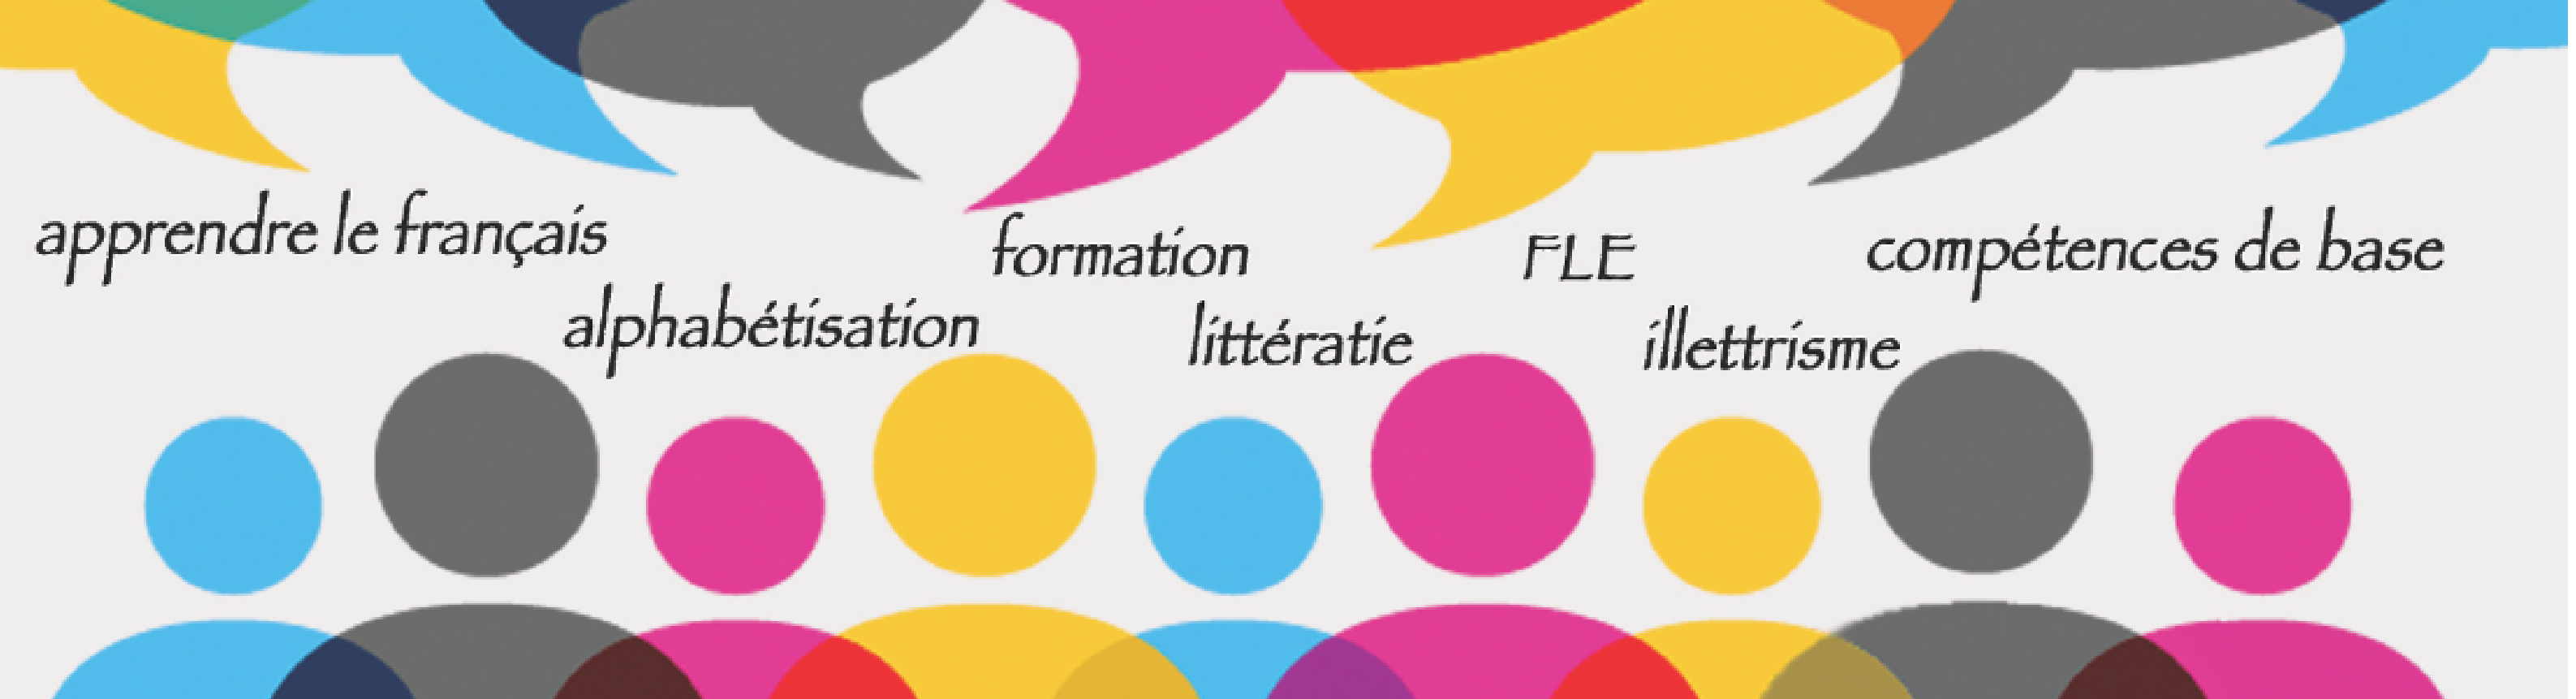 apprendre le français
formation
FLE
compétences de base
alphabétisation
littératie
illettrisme